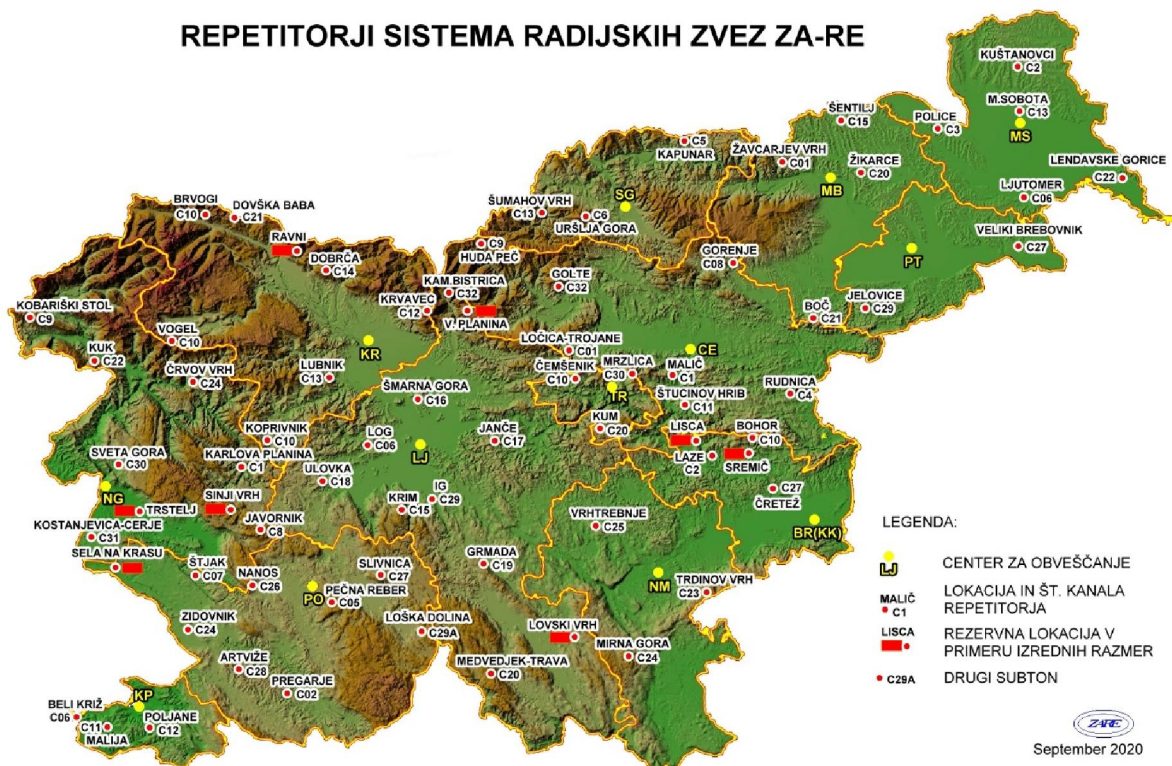 REPETITORJI SISTEMA RADIJSKIH ZVEZ ZA-RE
KUŠTANOVCI
C2
M.SOBOTA
C13
MS
ŠENTILJ
C15
POLICE
C3
C5
KAPUNAR
ŽAVCARJEV VRH
C01
ŽIKARCE
C20
MB
LENDAVSKE GORICE
C22
LJUTOMER
C06
VELIKI BREBOVNIK
C27
PT
BRVOGI
C10
DOVŠKA BABA
C21
RAVNI
DOBRČA
C14
ŠUMAHOV VRH
C13
C6
URŠLJA GORA
SG
C9
HUDA PEČ
GORENJE
C08
KAM.BISTRICA
C32
GOLTE
C32
KRVAVEC
C12
V. PLANINA
KOBARIŠKI STOL
C9
BOČ
C21
JELOVICE
C29
VOGEL
C10
KR
KUK
C22
LOČICA-TROJANE
C01
CE
ČRVOV VRH
C24
LUBNIK
C13
ČEMŠENIK
C10
MRZLICA
C30
MALIČ
C1
TR
RUDNICA
C4
ŠMARNA GORA
C16
ŠTUCINOV HRIB
C11
KOPRIVNIK
C10
LOG
C06
JANČE
C17
KUM
C20
LISCA
BOHOR
C10
LJ
LAZE
C2
SREMIČ
SVETA GORA
C30
KARLOVA PLANINA
C1
ULOVKA
C18
IG
C29
C27
ČRETEŽ
NG
TRSTELJ
SINJI VRH
KRIM
C15
VRHTREBNJE
C25
BR(KK)
KOSTANJEVICA-CERJE
C31
JAVORNIK
C8
SELA NA KRASU
ŠTJAK
C07
NANOS
C26
SLIVNICA
C27
GRMADA
C19
PO
PEČNA REBER
C05
NM
TRDINOV VRH
C23
ZIDOVNIK
C24
LOŠKA DOLINA
C29A
LOVSKI VRH
MIRNA GORA
C24
ARTVIŽE
C28
MEDVEDJEK-TRAVA
C20
PREGARJE
C02
KP
BELI KRIŽ
C06
C11
MALIJA
POLJANE
C12
LEGENDA:
LJ
CENTER ZA OBVEŠČANJE
MALIČ
C1
LOKACIJA IN ŠT. KANALA
REPETITORJA
LISCA
REZERVNA LOKACIJA V
PRIMERU IZREDNIH RAZMER
C29A
DRUGI SUBTON
ZARE
September 2020